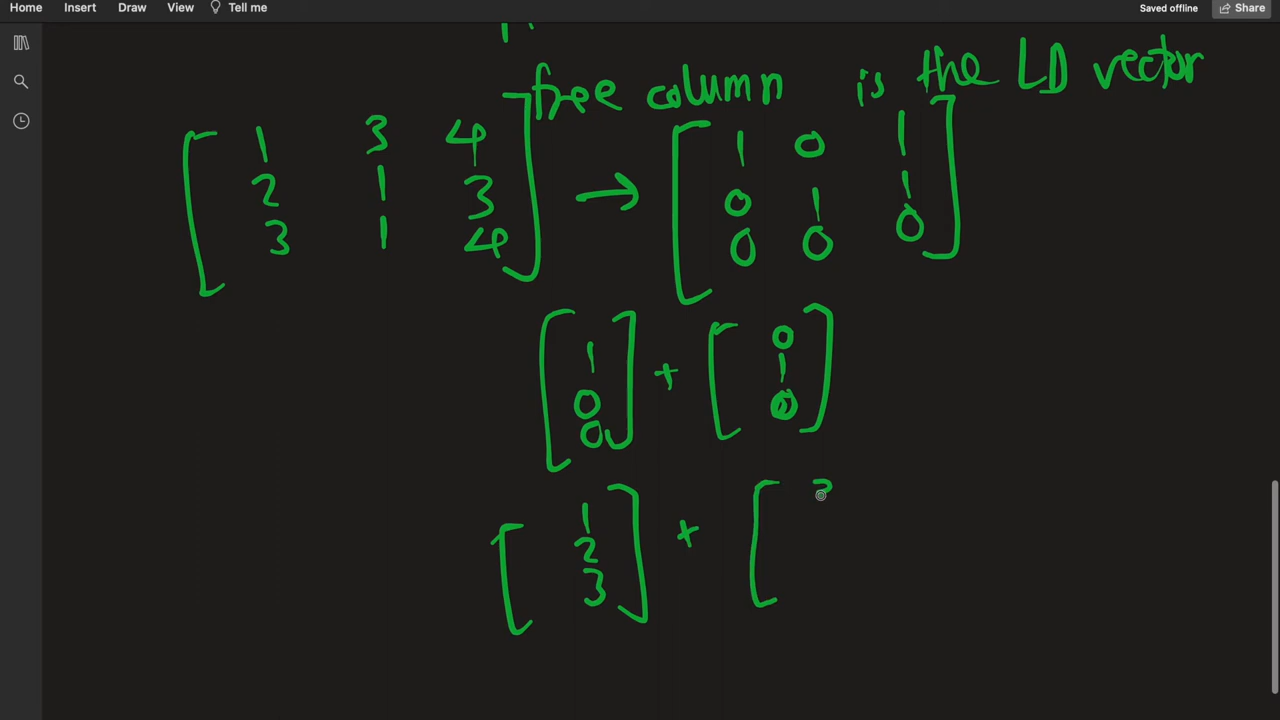 Home Insert Draw View Tell me Saved offline Share
free column is the LD vector
1 3 4 → 1 0 1
2 1 3 0 1 1
3 1 4 0 0 0
1 + 0
0 1
0 0
1 +
2
3